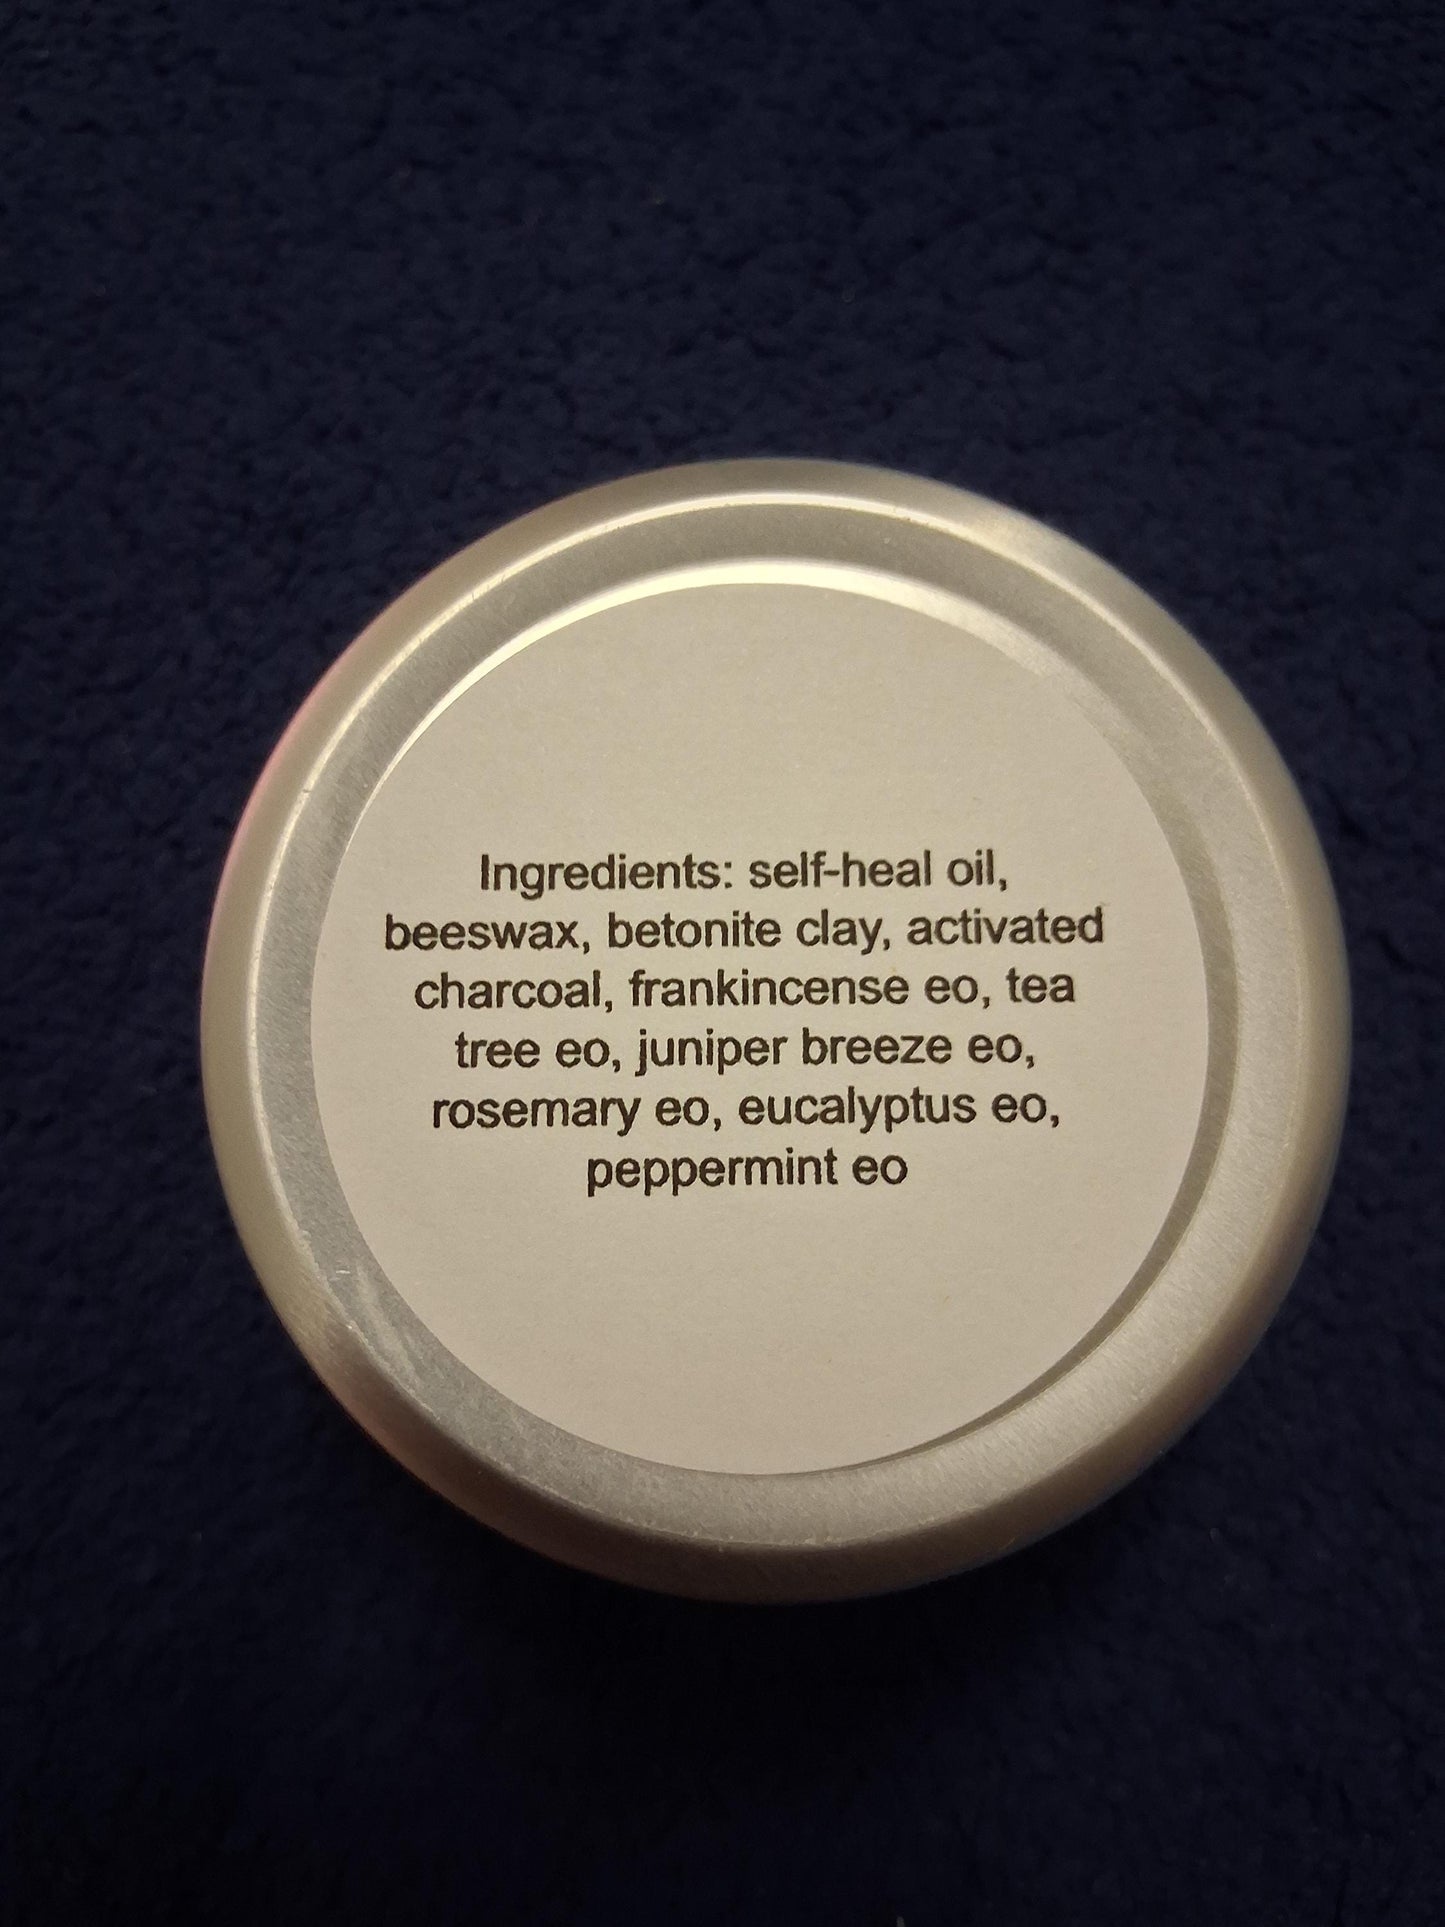 Ingredients: self-heal oil,
beeswax, betonite clay, activated
charcoal, frankincense eo, tea
tree eo, juniper breeze eo,
rosemary eo, eucalyptus eo,
peppermint eo